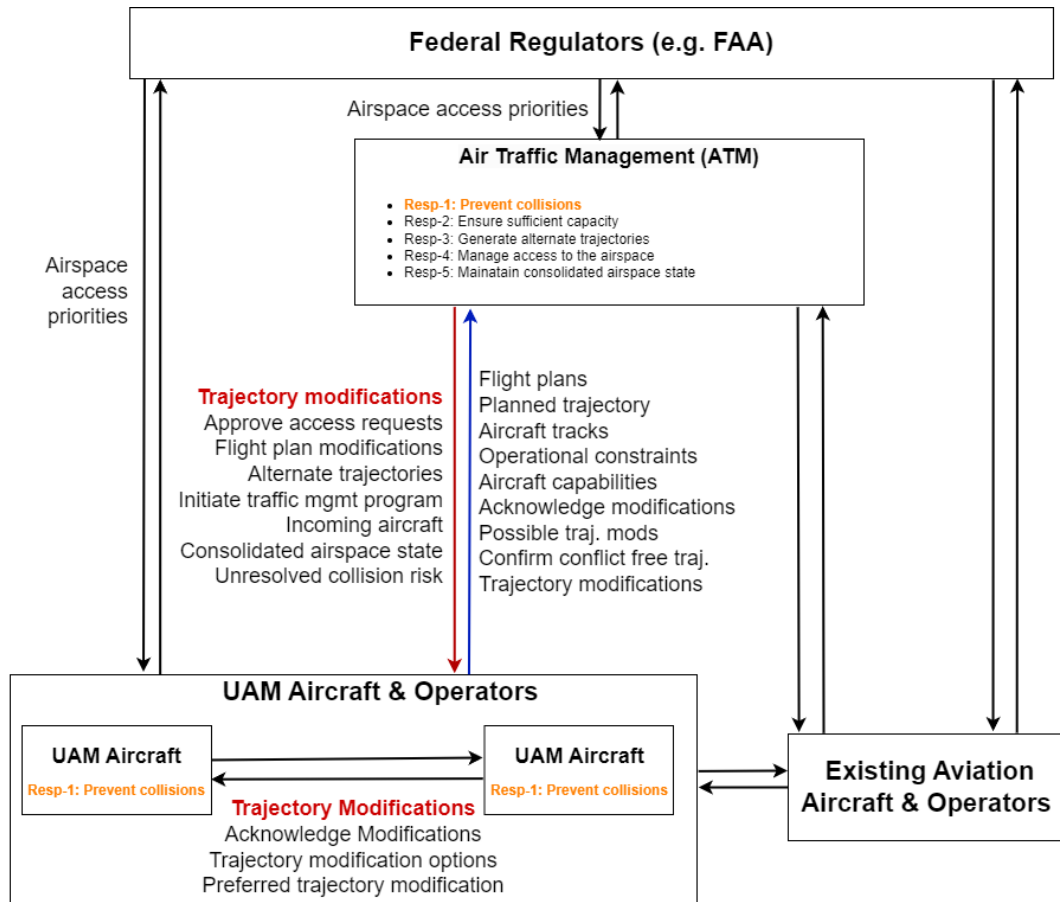 Federal Regulators (e.g. FAA)
Airspace access priorities
Air Traffic Management (ATM)
Resp-1: Prevent collisions
Resp-2: Ensure sufficient capacity
Resp-3: Generate alternate trajectories
Resp-4: Manage access to the airspace
Resp-5: Mainatain consolidated airspace state
Airspace
access
priorities
Trajectory modifications
Approve access requests
Flight plan modifications
Alternate trajectories
Initiate traffic mgmt program
Incoming aircraft
Consolidated airspace state
Unresolved collision risk
Flight plans
Planned trajectory
Aircraft tracks
Operational constraints
Aircraft capabilities
Acknowledge modifications
Possible traj. mods
Confirm conflict free traj.
Trajectory modifications
UAM Aircraft & Operators
UAM Aircraft
Resp-1: Prevent collisions
UAM Aircraft
Resp-1: Prevent collisions
Trajectory Modifications
Acknowledge Modifications
Trajectory modification options
Preferred trajectory modification
Existing Aviation
Aircraft & Operators